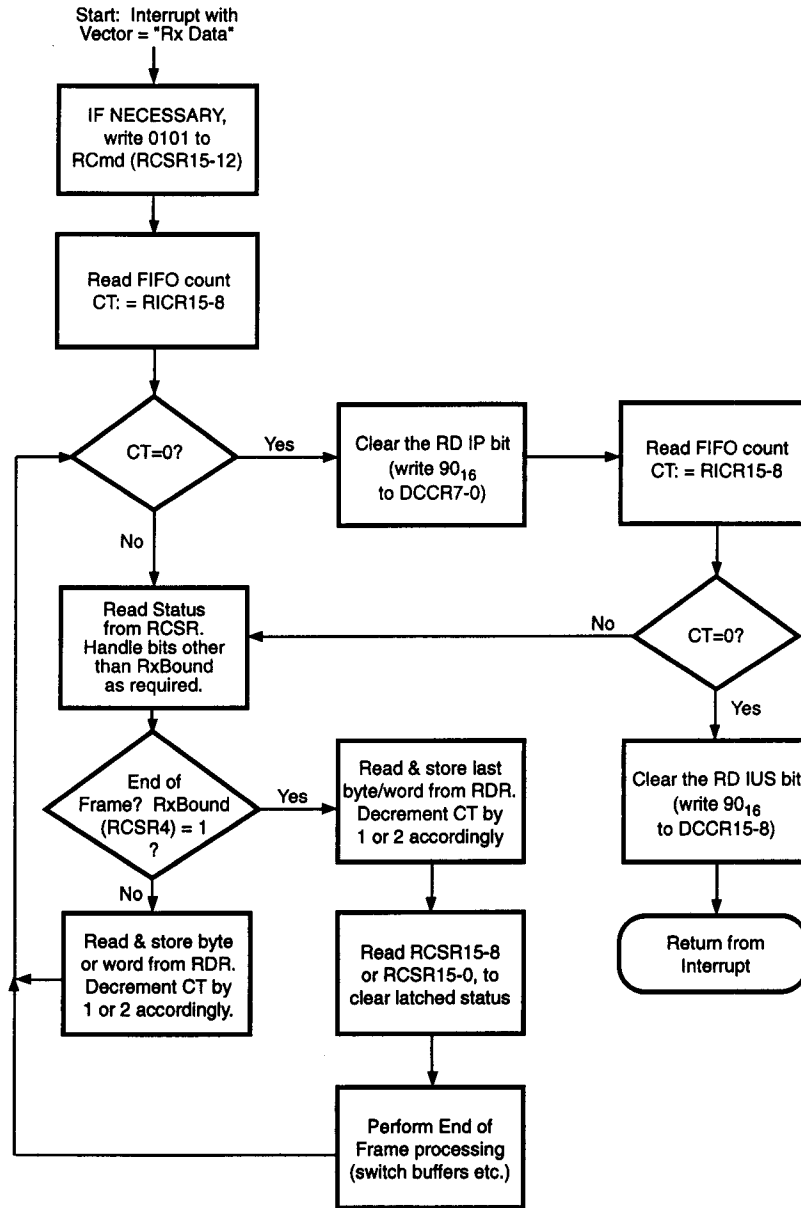 Start: Interrupt with
Vector = "Rx Data"
IF NECESSARY,
write 0101 to
RCmd (RCSR15-12)
Read FIFO count
CT: = RICR15-8
CT=0?
Yes
No
Clear the RD IP bit
(write 90₁₆
to DCCR7-0)
Read FIFO count
CT: = RICR15-8
CT=0?
No
Yes
Read Status
from RCSR.
Handle bits other
than RxBound
as required.
End of
Frame? RxBound
(RCSR4) = 1
?
Yes
No
Read & store last
byte/word from RDR.
Decrement CT by
1 or 2 accordingly
Clear the RD IUS bit
(write 90₁₆
to DCCR15-8)
Read & store byte
or word from RDR.
Decrement CT by
1 or 2 accordingly.
Read RCSR15-8
or RCSR15-0, to
clear latched status
Return from
Interrupt
Perform End of
Frame processing
(switch buffers etc.)